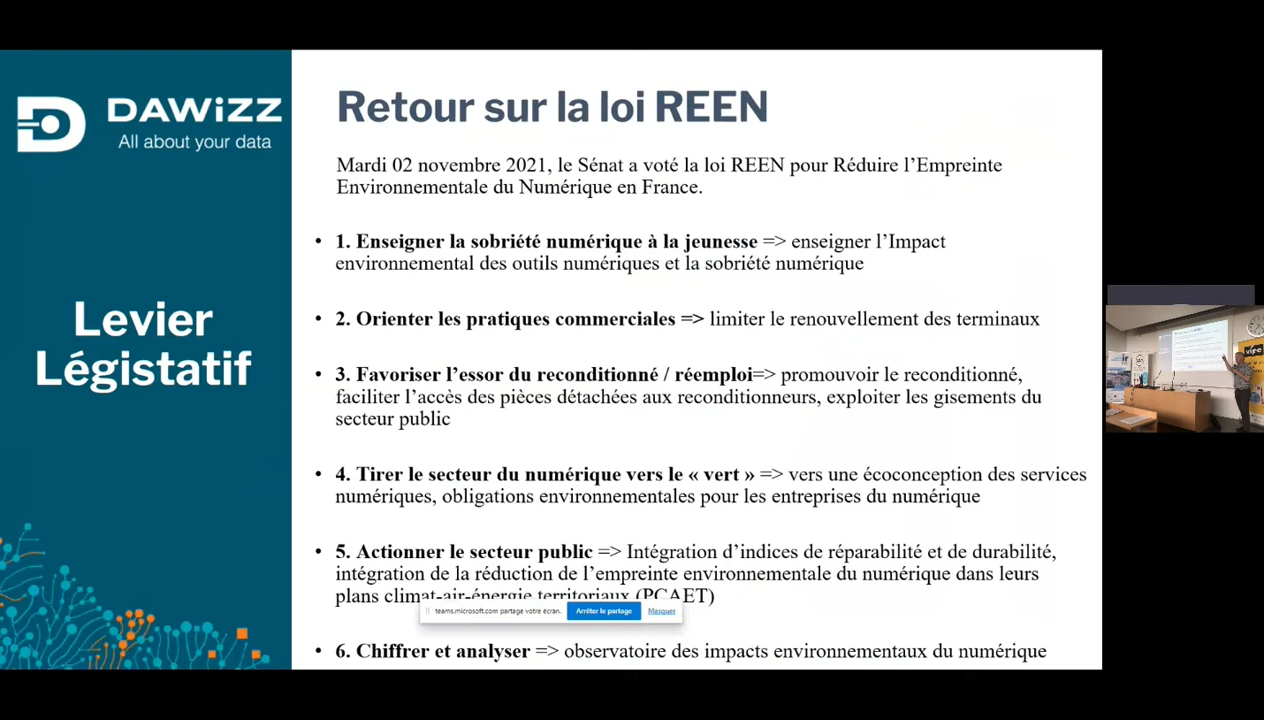 DAWiZZ
All about your data
Levier
Légistatif
Retour sur la loi REEN
Mardi 02 novembre 2021, le Sénat a voté la loi REEN pour Réduire l’Empreinte
Environnementale du Numérique en France.
• 1. Enseigner la sobriété numérique à la jeunesse => enseigner l’Impact
environnemental des outils numériques et la sobriété numérique
• 2. Orienter les pratiques commerciales => limiter le renouvellement des terminaux
• 3. Favoriser l’essor du reconditionné / réemploi=> promouvoir le reconditionné,
faciliter l’accès des pièces détachées aux reconditionneurs, exploiter les gisements du
secteur public
• 4. Tirer le secteur du numérique vers le « vert » => vers une écoconception des services
numériques, obligations environnementales pour les entreprises du numérique
• 5. Actionner le secteur public => Intégration d’indices de réparabilité et de durabilité,
intégration de la réduction de l’empreinte environnementale du numérique dans leurs
plans climat-air-énergie territoriaux (PCAET)
teams.microsoft.com partage votre écran. Arrêter le partage Masquer
• 6. Chiffrer et analyser => observatoire des impacts environnementaux du numérique